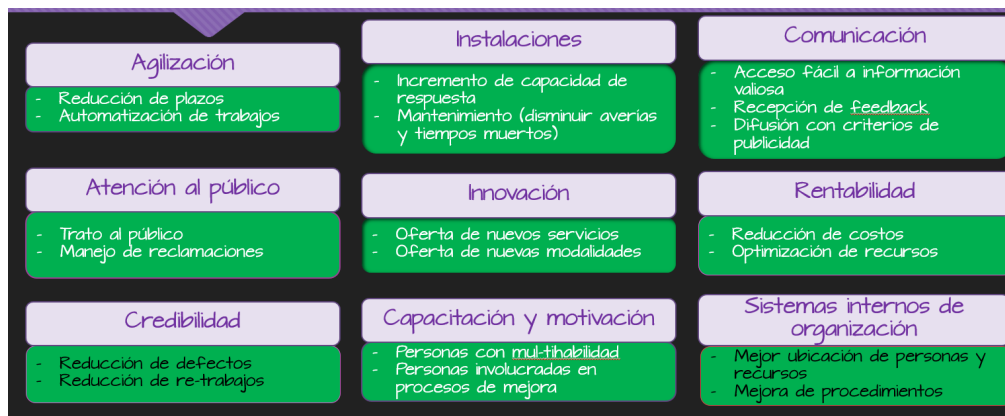 Agilización
- Reducción de plazos
- Automatización de trabajos
Instalaciones
- Incremento de capacidad de
respuesta
- Mantenimiento (disminuir averías
y tiempos muertos)
Comunicación
- Acceso fácil a información
valiosa
- Recepción de feedback
- Difusión con criterios de
publicidad
Atención al público
- Trato al público
- Manejo de reclamaciones
Innovación
- Oferta de nuevos servicios
- Oferta de nuevas modalidades
Rentabilidad
- Reducción de costos
- Optimización de recursos
Credibilidad
- Reducción de defectos
- Reducción de re-trabajos
Capacitación y motivación
- Personas con mul-tihabilidad
- Personas involucradas en
procesos de mejora
Sistemas internos de
organización
- Mejor ubicación de personas y
recursos
- Mejora de procedimientos